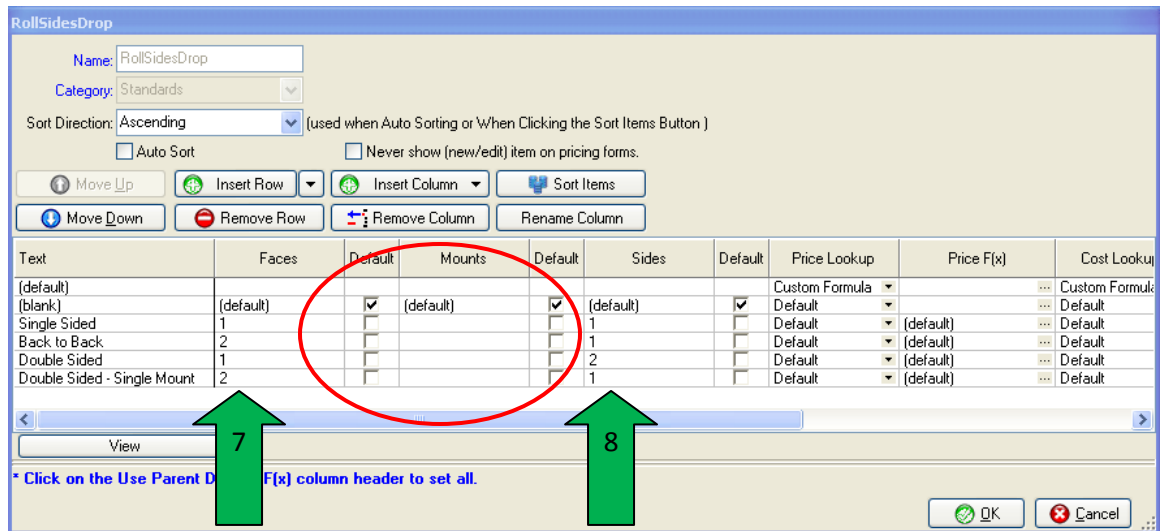 RollSidesDrop
Name: RollSidesDrop
Category: Standards
Sort Direction: Ascending (used when Auto Sorting or When Clicking the Sort Items Button )
Auto Sort Never show (new/edit) item on pricing forms.
Move Up Insert Row Insert Column Sort Items
Move Down Remove Row Remove Column Rename Column
Text Faces Default Mounts Default Sides Default Price Lookup Price F(x) Cost Looku
(default) Custom Formula ... Custom Formula
(blank) (default) (default) (default) Default ... Default
Single Sided 1 1 Default (default) ... Default
Back to Back 2 1 Default (default) ... Default
Double Sided 1 2 Default (default) ... Default
Double Sided - Single Mount 2 1 Default (default) ... Default
View 7 8
* Click on the Use Parent D F(x) column header to set all.
OK Cancel